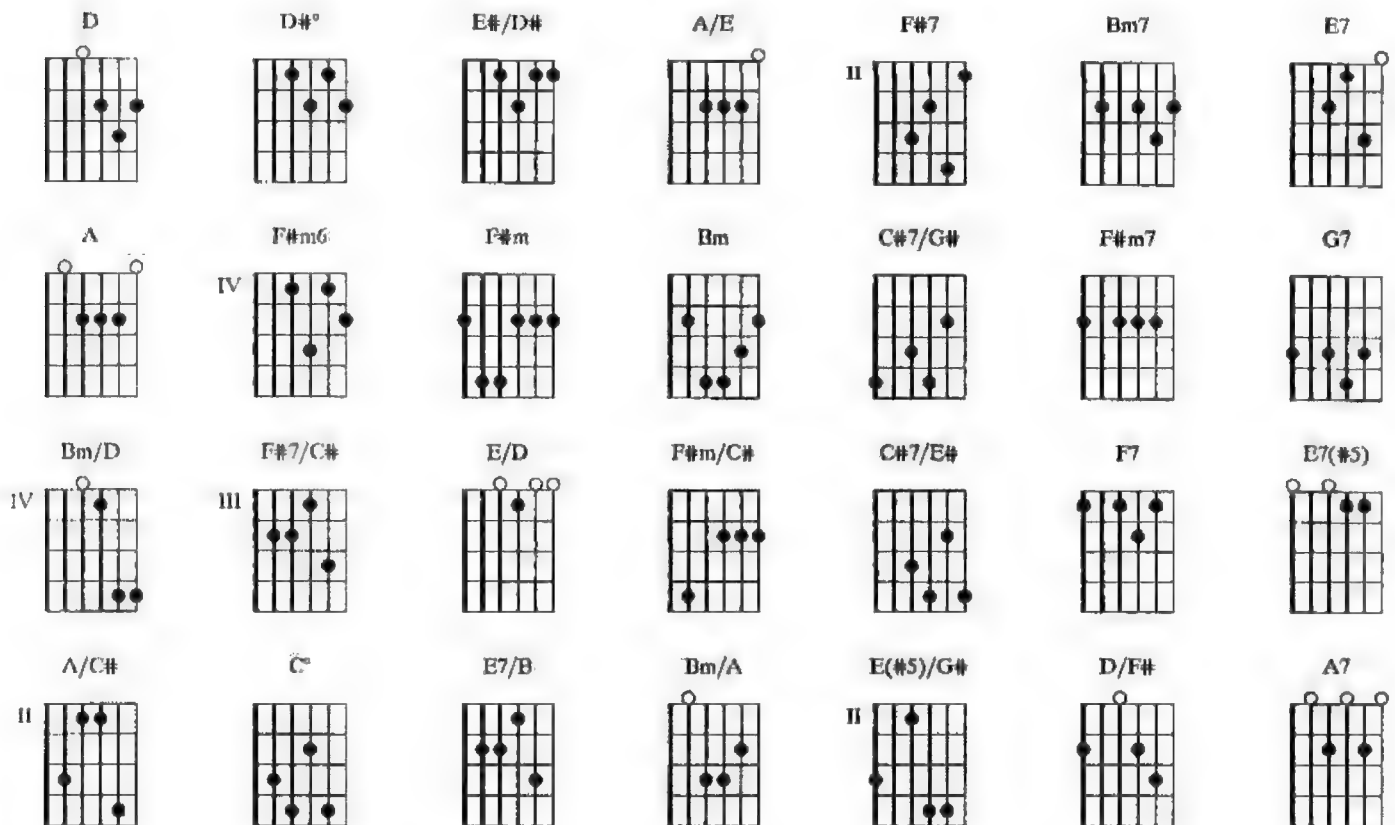 D D#° E#/D# A/E F#7 Bm7 E7
II
A F#m6 F#m Bm C#7/G# F#m7 G7
IV
Bm/D F#7/C# E/D F#m/C# C#7/E# F7 E7(#5)
IV III
A/C# C° E7/B Bm/A E(#5)/G# D/F# A7
II II